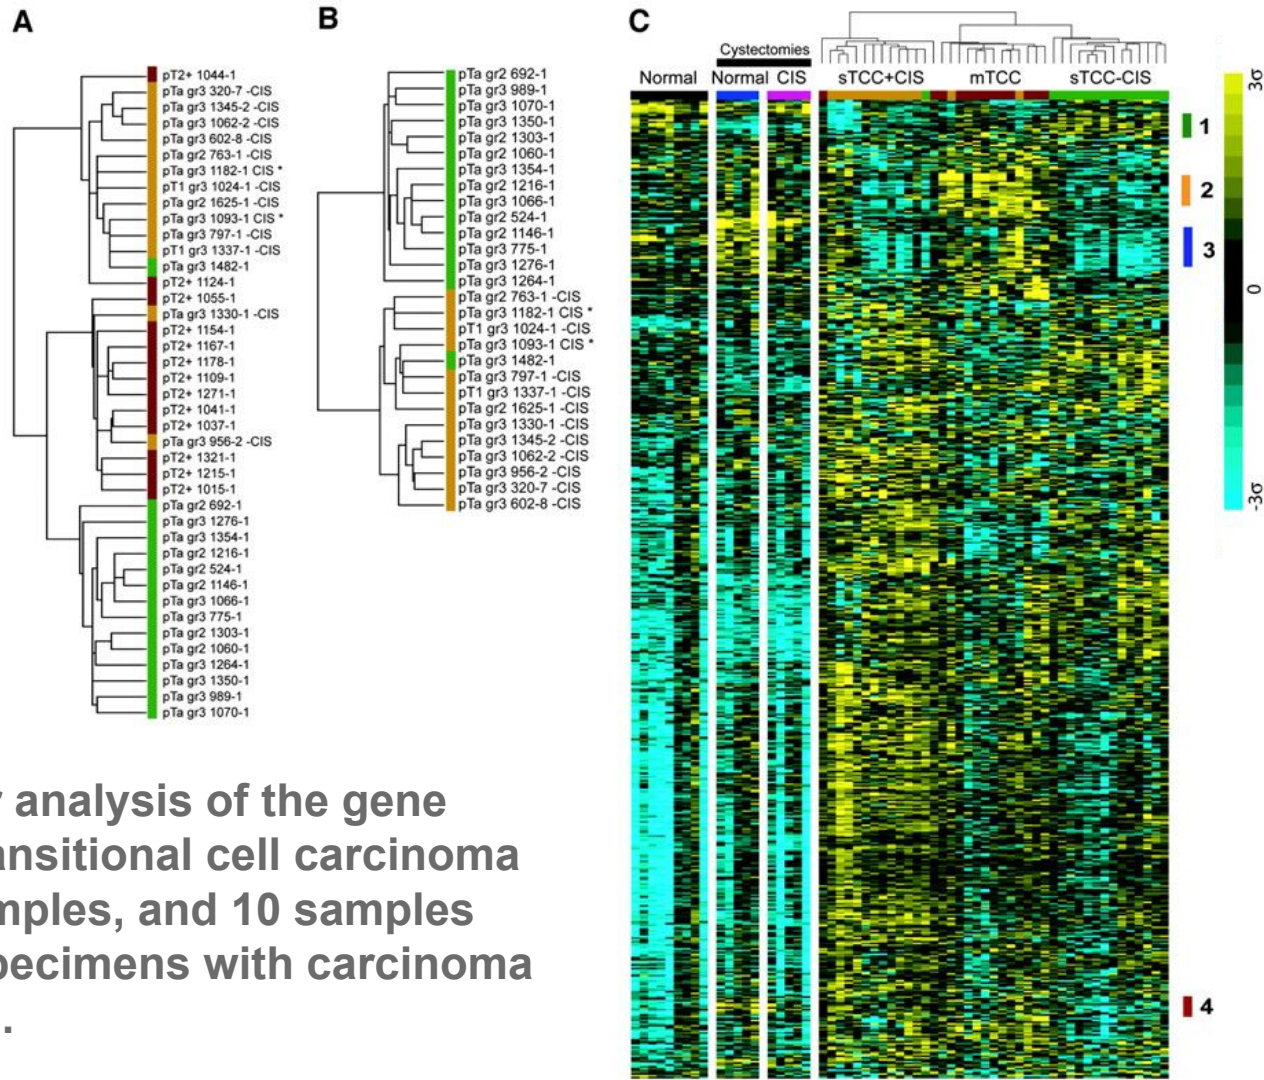 A
pT2+ 1044-1
pTa gr3 320-7 -CIS
pTa gr3 1345-2 -CIS
pTa gr3 1062-2 -CIS
pTa gr3 602-8 -CIS
pTa gr2 763-1 -CIS
pTa gr3 1182-1 CIS *
pT1 gr3 1024-1 -CIS
pTa gr2 1625-1 -CIS
pTa gr3 1093-1 CIS *
pTa gr3 797-1 -CIS
pT1 gr3 1337-1 -CIS
pTa gr3 1482-1
pT2+ 1124-1
pT2+ 1055-1
pTa gr3 1330-1 -CIS
pT2+ 1154-1
pT2+ 1167-1
pT2+ 1178-1
pT2+ 1109-1
pT2+ 1271-1
pT2+ 1041-1
pT2+ 1037-1
pTa gr3 956-2 -CIS
pT2+ 1321-1
pT2+ 1215-1
pT2+ 1015-1
pTa gr2 692-1
pTa gr3 1276-1
pTa gr3 1354-1
pTa gr2 1216-1
pTa gr2 524-1
pTa gr2 1146-1
pTa gr3 1066-1
pTa gr3 775-1
pTa gr2 1303-1
pTa gr2 1060-1
pTa gr3 1264-1
pTa gr3 1350-1
pTa gr3 989-1
pTa gr3 1070-1
B
pTa gr2 692-1
pTa gr3 989-1
pTa gr3 1070-1
pTa gr3 1350-1
pTa gr2 1303-1
pTa gr2 1060-1
pTa gr3 1354-1
pTa gr2 1216-1
pTa gr3 1066-1
pTa gr2 524-1
pTa gr2 1146-1
pTa gr3 775-1
pTa gr3 1276-1
pTa gr3 1264-1
pTa gr2 763-1 -CIS
pTa gr3 1182-1 CIS *
pT1 gr3 1024-1 -CIS
pTa gr3 1093-1 CIS *
pTa gr3 1482-1
pTa gr3 797-1 -CIS
pT1 gr3 1337-1 -CIS
pTa gr2 1625-1 -CIS
pTa gr3 1330-1 -CIS
pTa gr3 1345-2 -CIS
pTa gr3 1062-2 -CIS
pTa gr3 956-2 -CIS
pTa gr3 320-7 -CIS
pTa gr3 602-8 -CIS
C
Cystectomies
Normal Normal CIS sTCC+CIS mTCC sTCC-CIS
1
2
3
4
3σ
0
-3σ
r analysis of the gene
ansitional cell carcinoma
mples, and 10 samples
pecimens with carcinoma
.